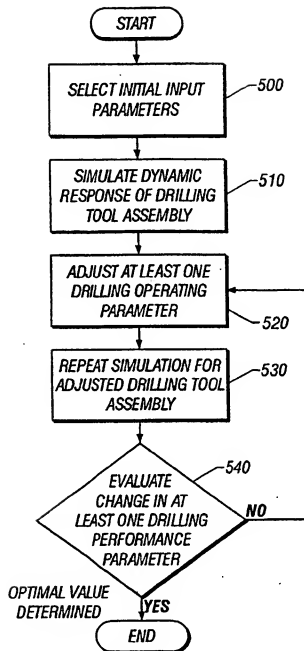 START
SELECT INITIAL INPUT
PARAMETERS
500
SIMULATE DYNAMIC
RESPONSE OF DRILLING
TOOL ASSEMBLY
510
ADJUST AT LEAST ONE
DRILLING OPERATING
PARAMETER
520
REPEAT SIMULATION FOR
ADJUSTED DRILLING TOOL
ASSEMBLY
530
540
EVALUATE
CHANGE IN AT
LEAST ONE DRILLING
PERFORMANCE
PARAMETER
NO
OPTIMAL VALUE
DETERMINED
YES
END